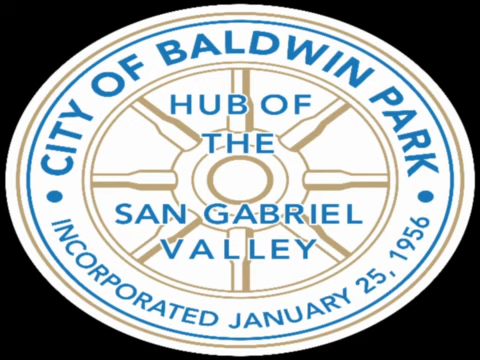 CITY OF BALDWIN PARK
HUB OF
THE
SAN GABRIEL
VALLEY
INCORPORATED JANUARY 25, 1956